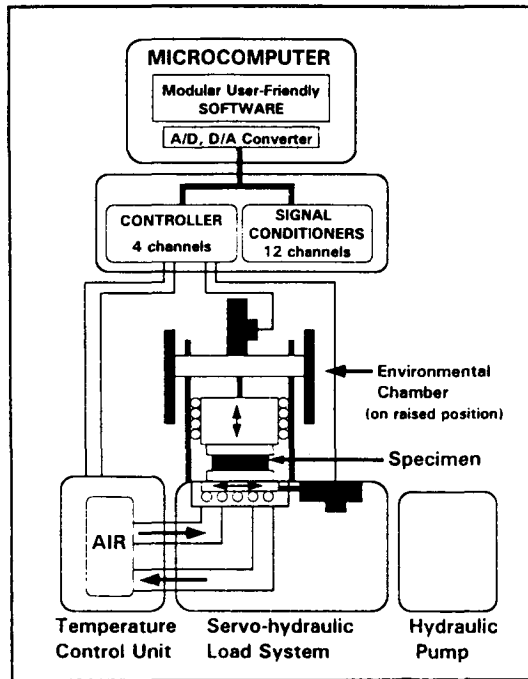 MICROCOMPUTER
Modular User-Friendly
SOFTWARE
A/D, D/A Converter
CONTROLLER
4 channels
SIGNAL
CONDITIONERS
12 channels
Environmental
Chamber
(on raised position)
Specimen
AIR
Temperature
Control Unit
Servo-hydraulic
Load System
Hydraulic
Pump